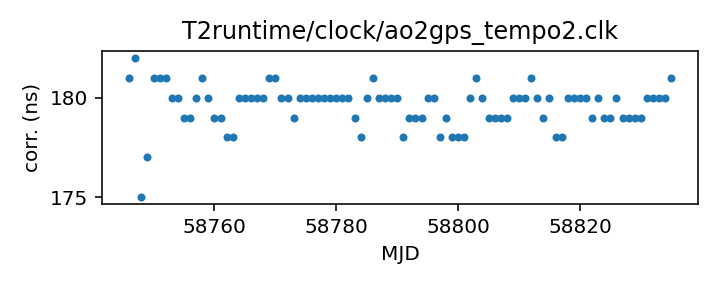 T2runtime/clock/ao2gps_tempo2.clk
corr. (ns)
180
175
58760 58780 58800 58820
MJD